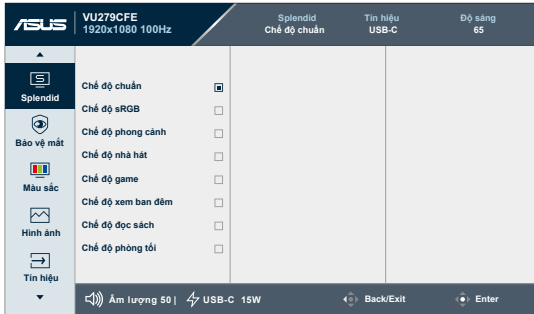 ASUS
VU279CFE
1920x1080 100Hz
Splendid
Chế độ chuẩn
Tín hiệu
USB-C
Độ sáng
65
Splendid
Bảo vệ mắt
Màu sắc
Hình ảnh
Tín hiệu
Chế độ chuẩn
Chế độ sRGB
Chế độ phong cảnh
Chế độ nhà hát
Chế độ game
Chế độ xem ban đêm
Chế độ đọc sách
Chế độ phòng tối
Âm lượng 50 | USB-C 15W
Back/Exit
Enter